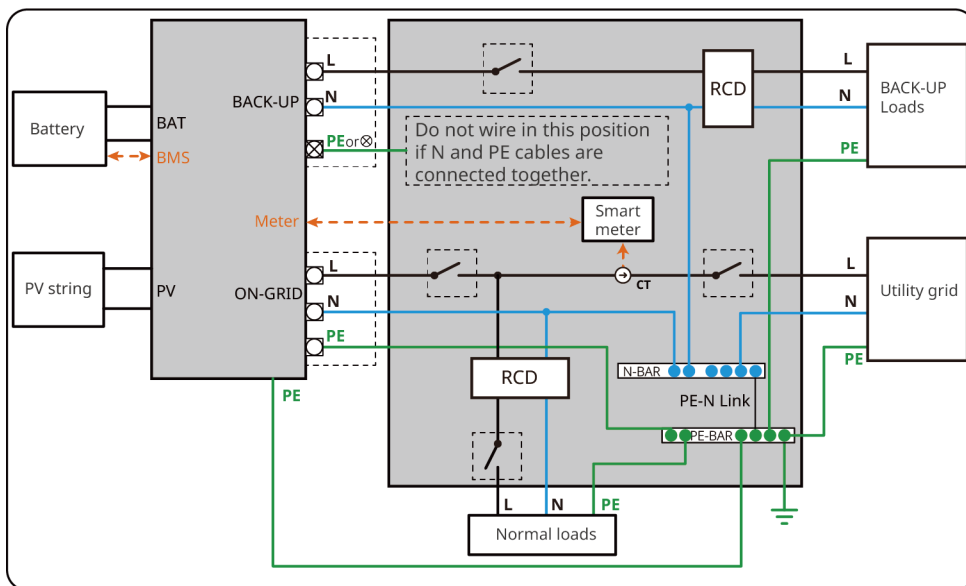 L
BACK-UP
N
PEor⊗
Battery
BAT
BMS
Do not wire in this position
if N and PE cables are
connected together.
RCD
L
N
PE
BACK-UP
Loads
Meter
Smart
meter
CT
PV string
PV
ON-GRID
L
N
PE
L
N
PE
Utility grid
RCD
N-BAR
PE-N Link
PE-BAR
PE
L
N
PE
Normal loads